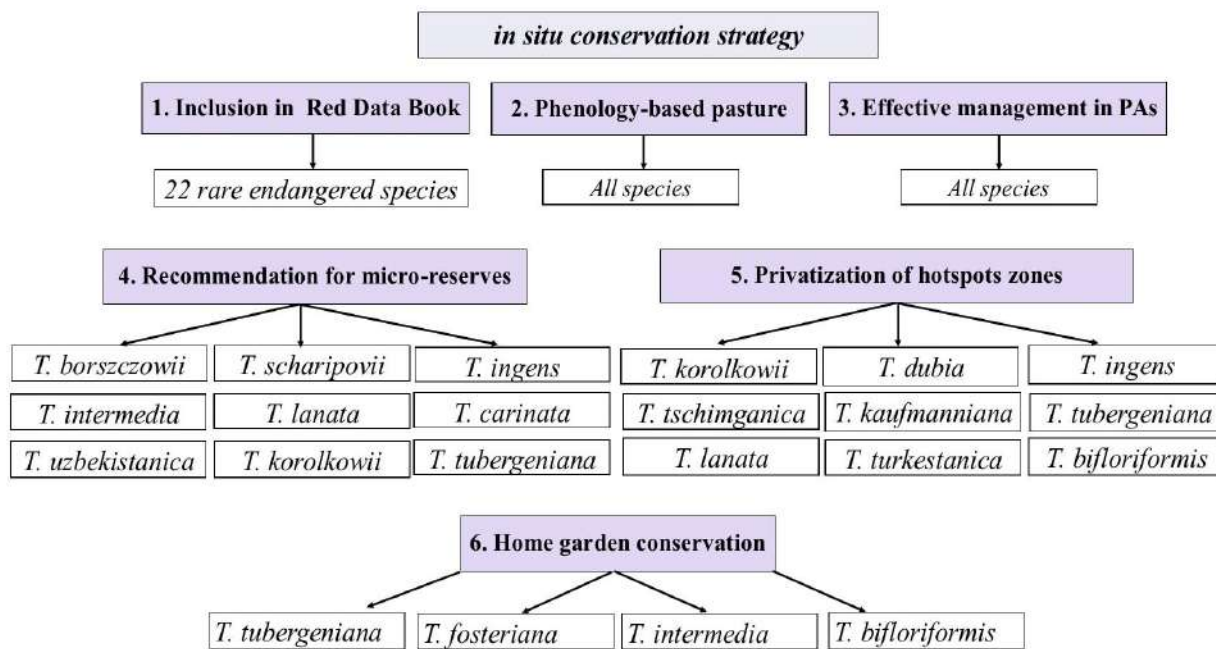 in situ conservation strategy
1. Inclusion in Red Data Book
2. Phenology-based pasture
3. Effective management in PAs
22 rare endangered species
All species
All species
4. Recommendation for micro-reserves
5. Privatization of hotspots zones
T. borszczowii
T. scharipovii
T. ingens
T. korolkowii
T. dubia
T. ingens
T. intermedia
T. lanata
T. carinata
T. tschimganica
T. kaufmanniana
T. tubergeniana
T. uzbekistanica
T. korolkowii
T. tubergeniana
T. lanata
T. turkestanica
T. bifloriformis
6. Home garden conservation
T. tubergeniana
T. fosteriana
T. intermedia
T. bifloriformis